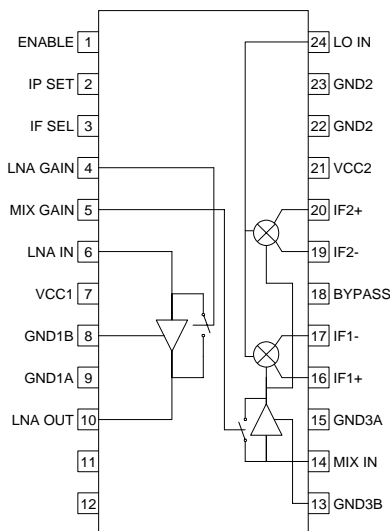 ENABLE 1
IP SET 2
IF SEL 3
LNA GAIN 4
MIX GAIN 5
LNA IN 6
VCC1 7
GND1B 8
GND1A 9
LNA OUT 10
11
12
24 LO IN
23 GND2
22 GND2
21 VCC2
20 IF2+
19 IF2-
18 BYPASS
17 IF1-
16 IF1+
15 GND3A
14 MIX IN
13 GND3B